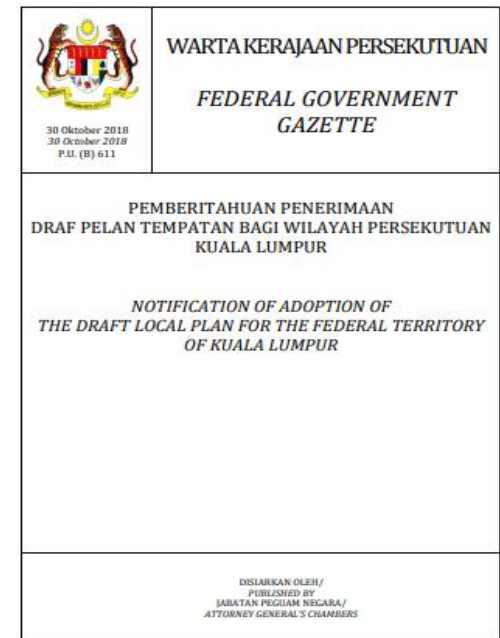 30 Oktober 2018
30 October 2018
P.U. (B) 611
WARTA KERAJAAN PERSEKUTUAN
FEDERAL GOVERNMENT
GAZETTE
PEMBERITAHUAN PENERIMAAN
DRAF PELAN TEMPATAN BAGI WILAYAH PERSEKUTUAN
KUALA LUMPUR
NOTIFICATION OF ADOPTION OF
THE DRAFT LOCAL PLAN FOR THE FEDERAL TERRITORY
OF KUALA LUMPUR
DISIARKAN OLEH/
PUBLISHED BY
JABATAN PEGUAM NEGARA/
ATTORNEY GENERAL'S CHAMBERS